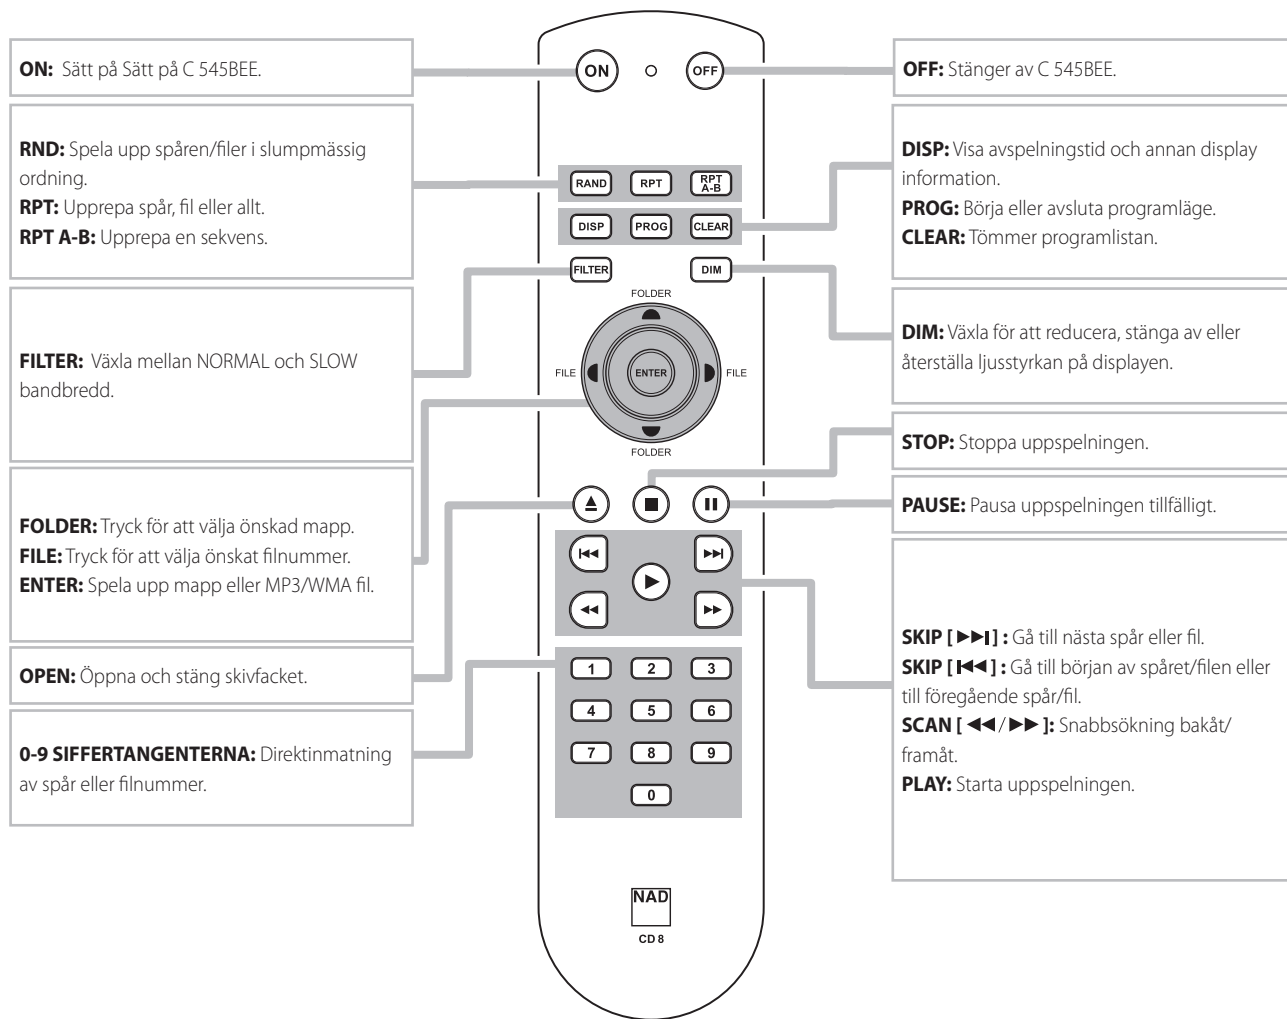 ON: Sätt på Sätt på C 545BEE.
RND: Spela upp spåren/filer i slumpmässig
ordning.
RPT: Upprepa spår, fil eller allt.
RPT A-B: Upprepa en sekvens.
FILTER: Växla mellan NORMAL och SLOW
bandbredd.
FOLDER: Tryck för att välja önskad mapp.
FILE: Tryck för att välja önskat filnummer.
ENTER: Spela upp mapp eller MP3/WMA fil.
OPEN: Öppna och stäng skivfacket.
0-9 SIFFERTANGENTERNA: Direktinmatning
av spår eller filnummer.
ON
OFF
RAND
RPT
RPT
A-B
DISP
PROG
CLEAR
FILTER
DIM
FOLDER
FILE
ENTER
FILE
FOLDER
1
2
3
4
5
6
7
8
9
0
NAD
CD 8
OFF: Stänger av C 545BEE.
DISP: Visa avspelningstid och annan display
information.
PROG: Börja eller avsluta programläge.
CLEAR: Tömmer programlistan.
DIM: Växla för att reducera, stänga av eller
återställa ljusstyrkan på displayen.
STOP: Stoppa uppspelningen.
PAUSE: Pausa uppspelningen tillfälligt.
SKIP [ ▶▶I ] : Gå till nästa spår eller fil.
SKIP [ I◀◀ ] : Gå till början av spåret/filen eller
till föregående spår/fil.
SCAN [ ◀◀/▶▶ ]: Snabbsökning bakåt/
framåt.
PLAY: Starta uppspelningen.